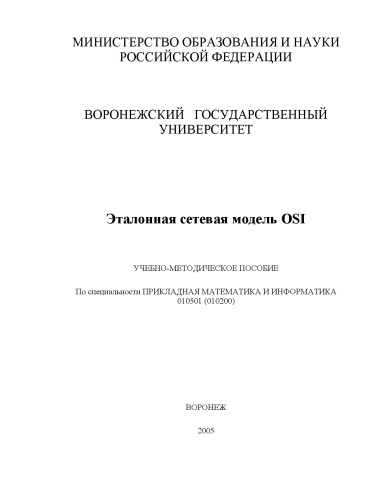 МИНИСТЕРСТВО ОБРАЗОВАНИЯ И НАУКИ
РОССИЙСКОЙ ФЕДЕРАЦИИ
ВОРОНЕЖСКИЙ ГОСУДАРСТВЕННЫЙ
УНИВЕРСИТЕТ
Эталонная сетевая модель OSI
УЧЕБНО-МЕТОДИЧЕСКОЕ ПОСОБИЕ
По специальности ПРИКЛАДНАЯ МАТЕМАТИКА И ИНФОРМАТИКА
010501 (010200)
ВОРОНЕЖ
2005